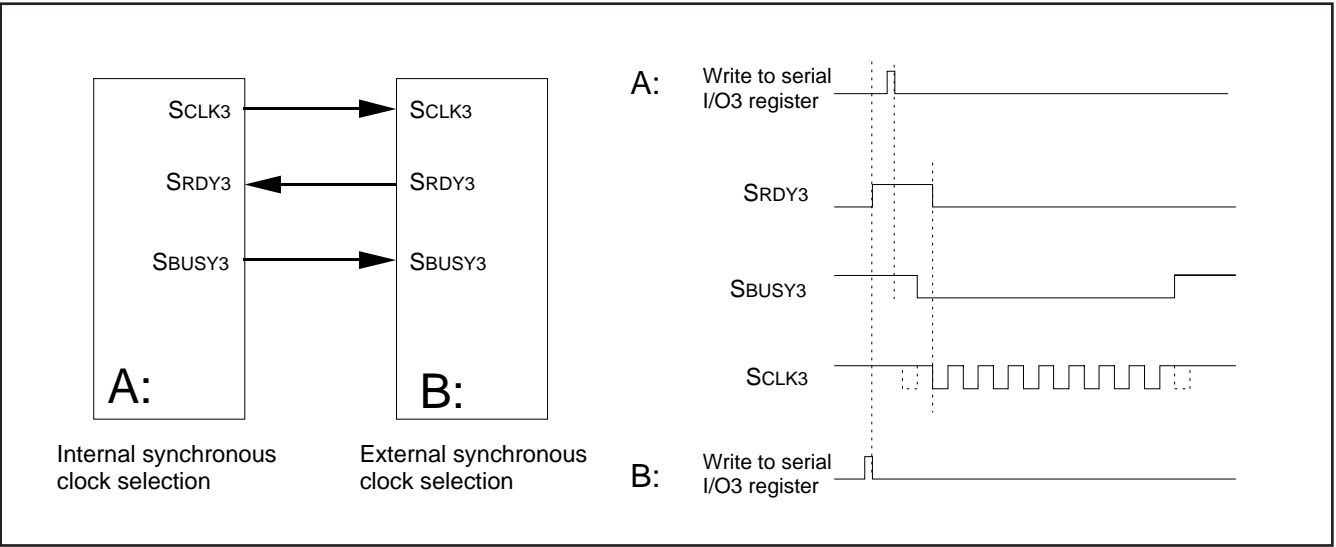 SCLK3
SRDY3
SBUSY3
A:
Internal synchronous
clock selection
SCLK3
SRDY3
SBUSY3
B:
External synchronous
clock selection
A:
Write to serial
I/O3 register
SRDY3
SBUSY3
SCLK3
B:
Write to serial
I/O3 register